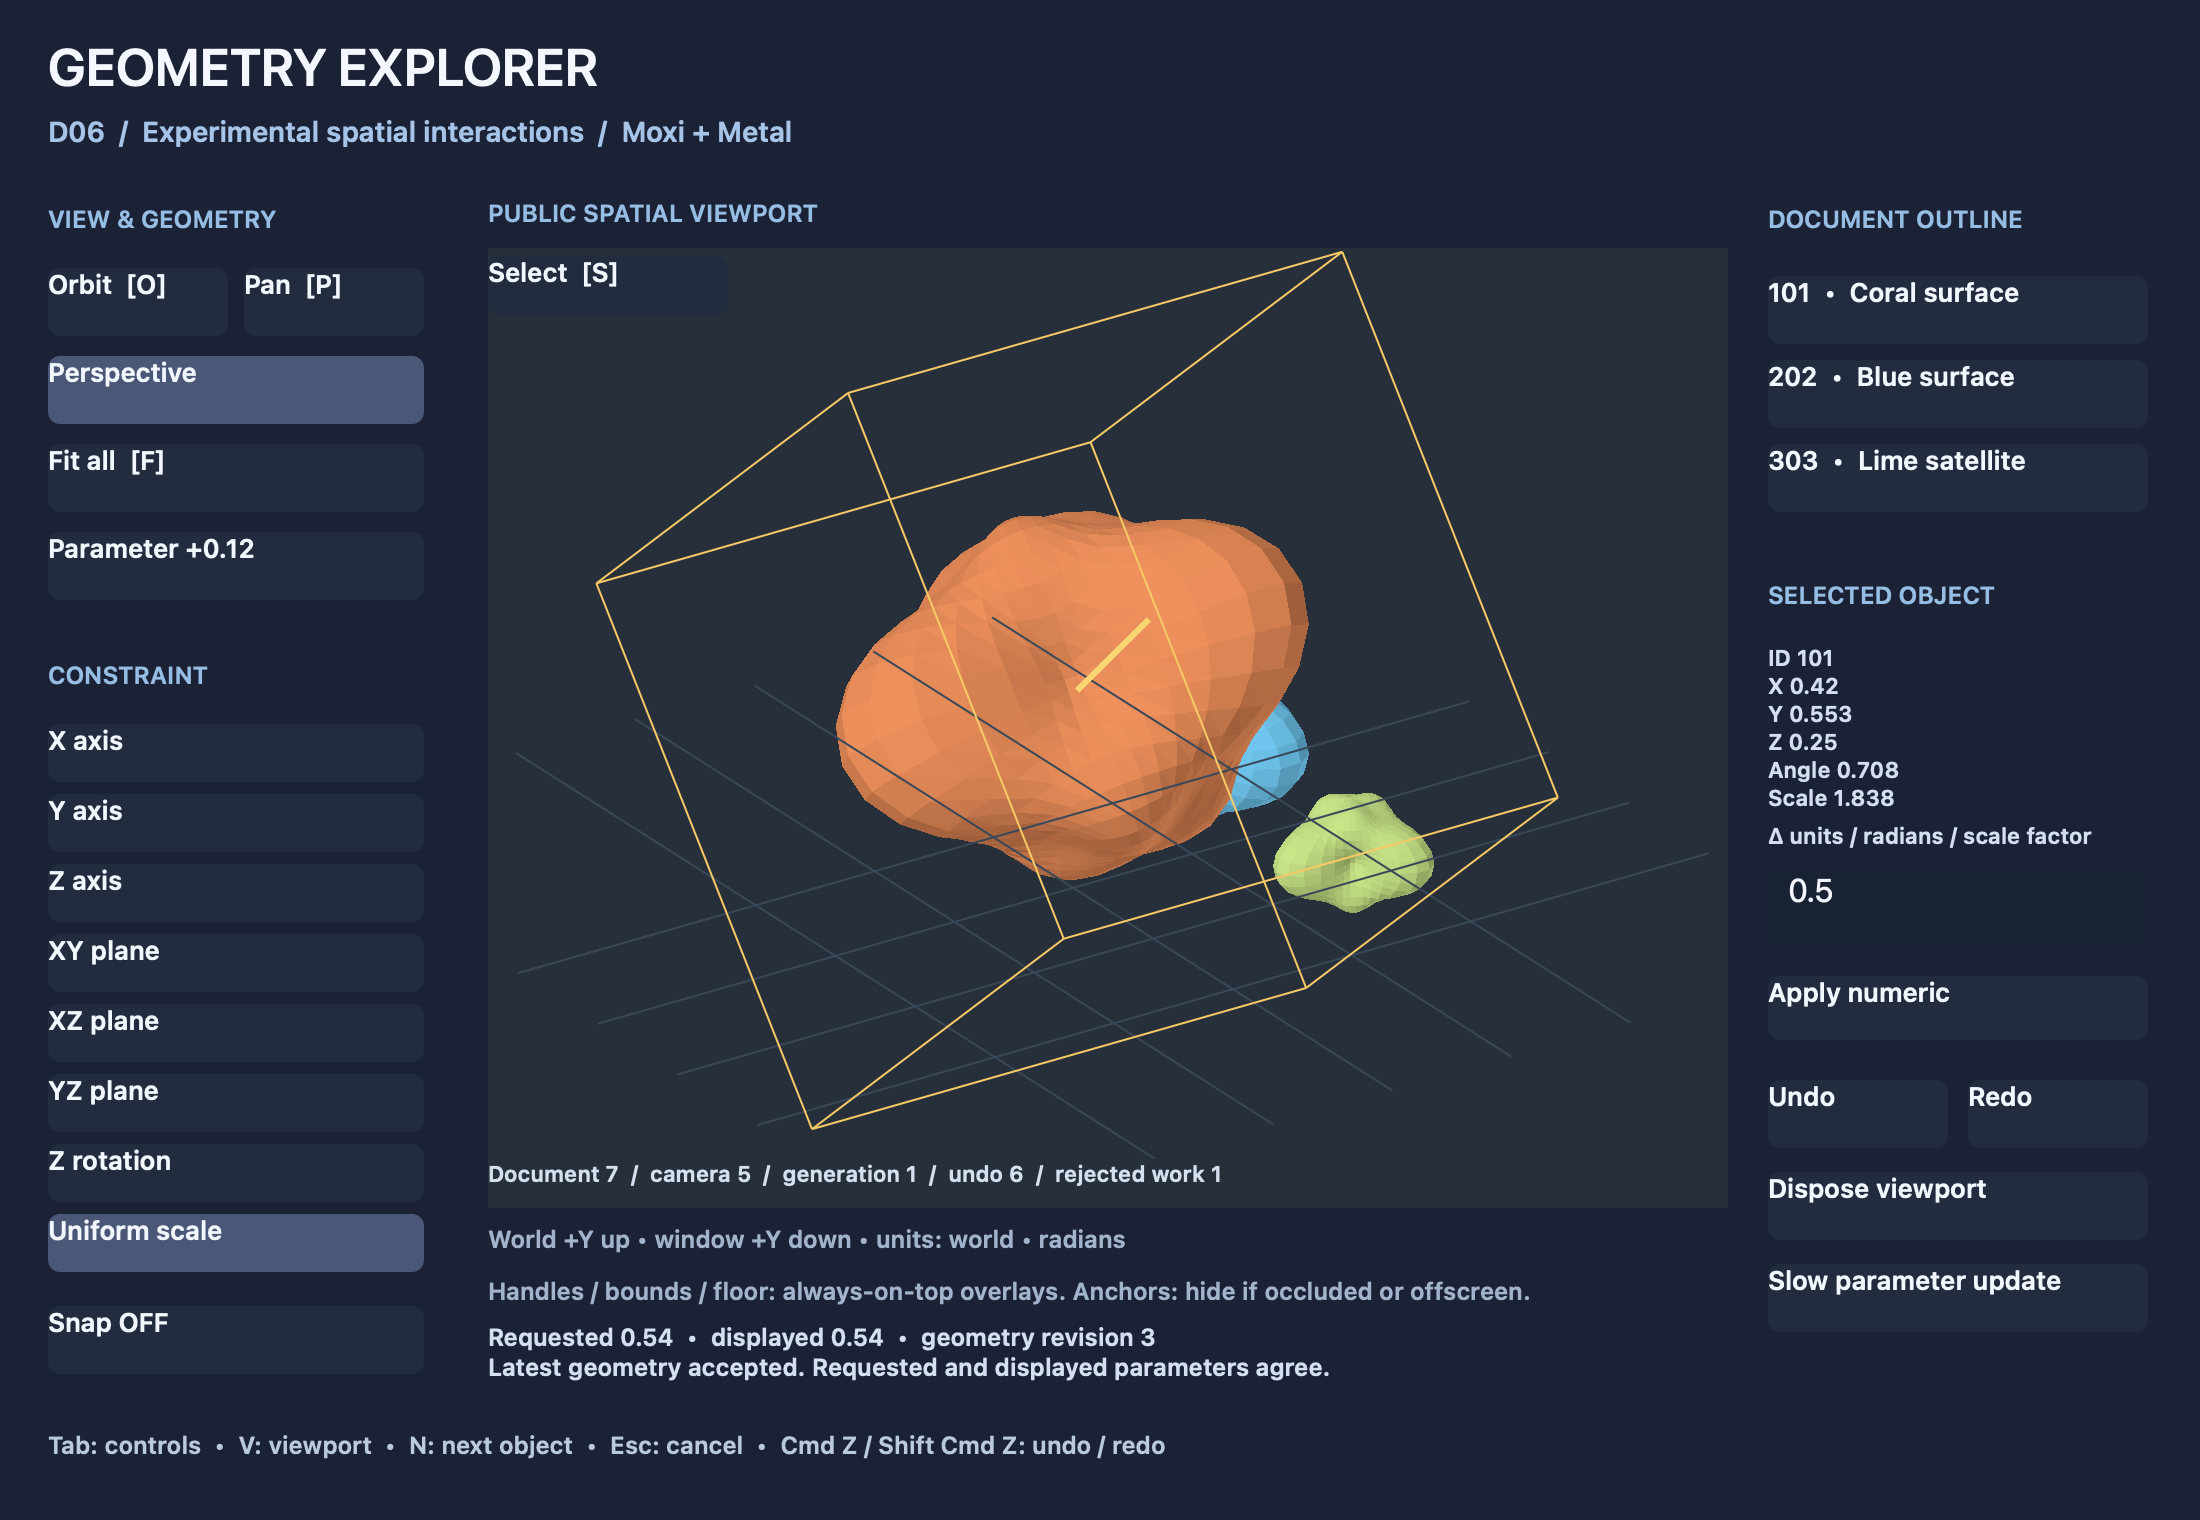 GEOMETRY EXPLORER
D06 / Experimental spatial interactions / Moxi + Metal
VIEW & GEOMETRY
Orbit [O]
Pan [P]
Perspective
Fit all [F]
Parameter +0.12
CONSTRAINT
X axis
Y axis
Z axis
XY plane
XZ plane
YZ plane
Z rotation
Uniform scale
Snap OFF
PUBLIC SPATIAL VIEWPORT
Select [S]
Document 7 / camera 5 / generation 1 / undo 6 / rejected work 1
World +Y up • window +Y down • units: world • radians
Handles / bounds / floor: always-on-top overlays. Anchors: hide if occluded or offscreen.
Requested 0.54 • displayed 0.54 • geometry revision 3
Latest geometry accepted. Requested and displayed parameters agree.
DOCUMENT OUTLINE
101 • Coral surface
202 • Blue surface
303 • Lime satellite
SELECTED OBJECT
ID 101
X 0.42
Y 0.553
Z 0.25
Angle 0.708
Scale 1.838
Δ units / radians / scale factor
0.5
Apply numeric
Undo
Redo
Dispose viewport
Slow parameter update
Tab: controls • V: viewport • N: next object • Esc: cancel • Cmd Z / Shift Cmd Z: undo / redo